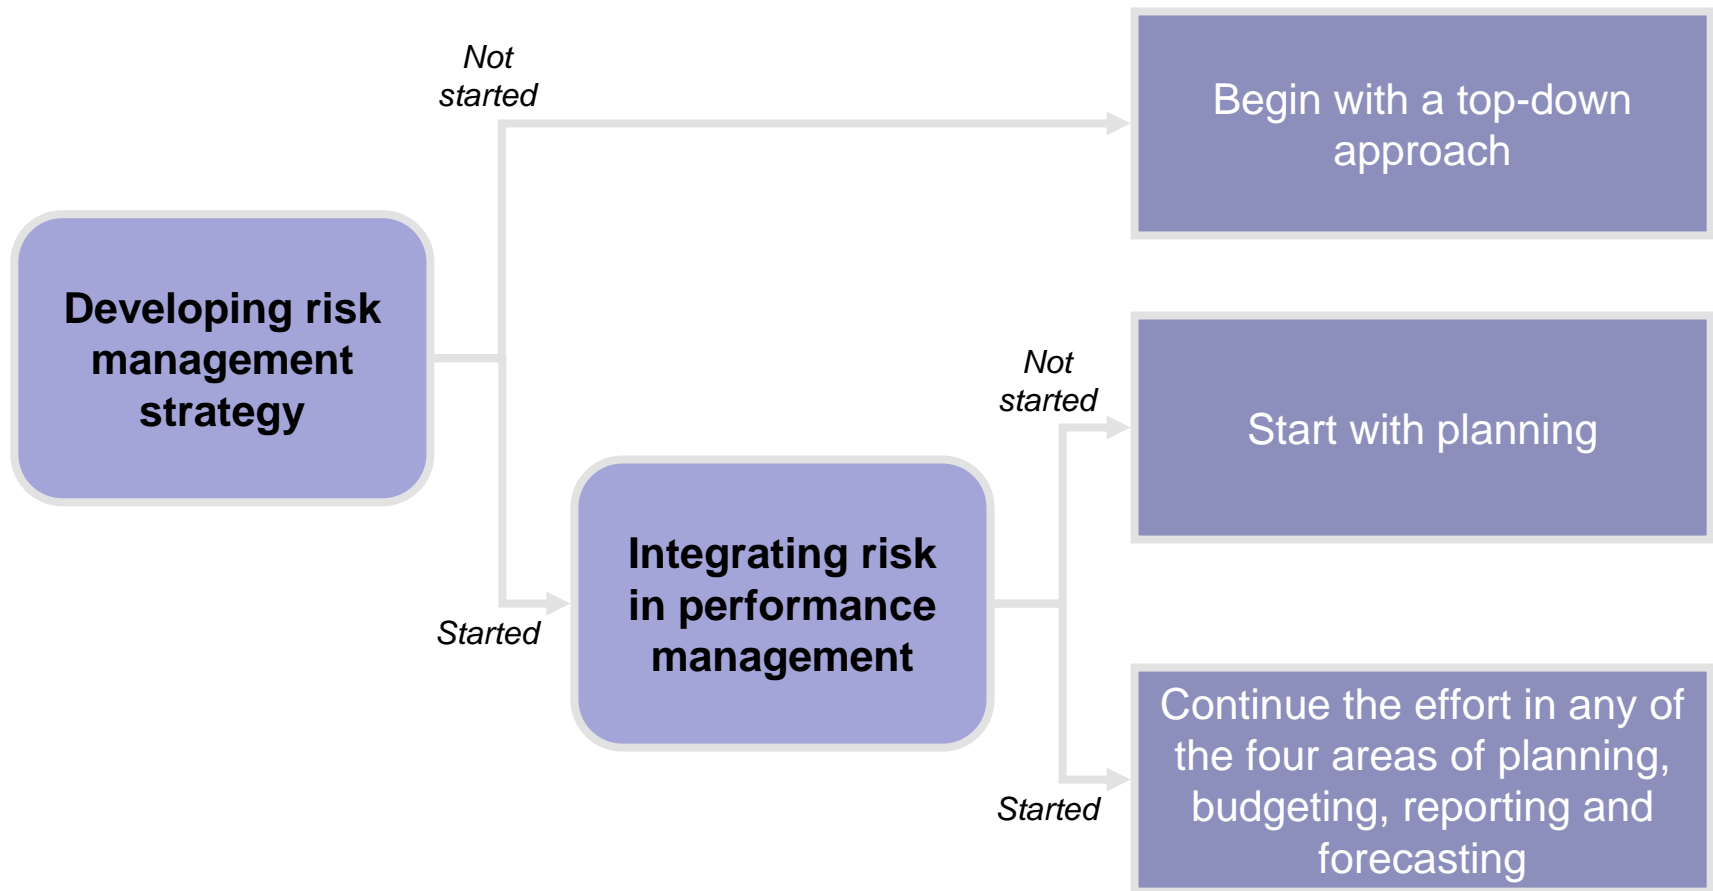 Not
started
Begin with a top-down
approach
Developing risk
management
strategy
Not
started
Start with planning
Started
Integrating risk
in performance
management
Started
Continue the effort in any of
the four areas of planning,
budgeting, reporting and
forecasting